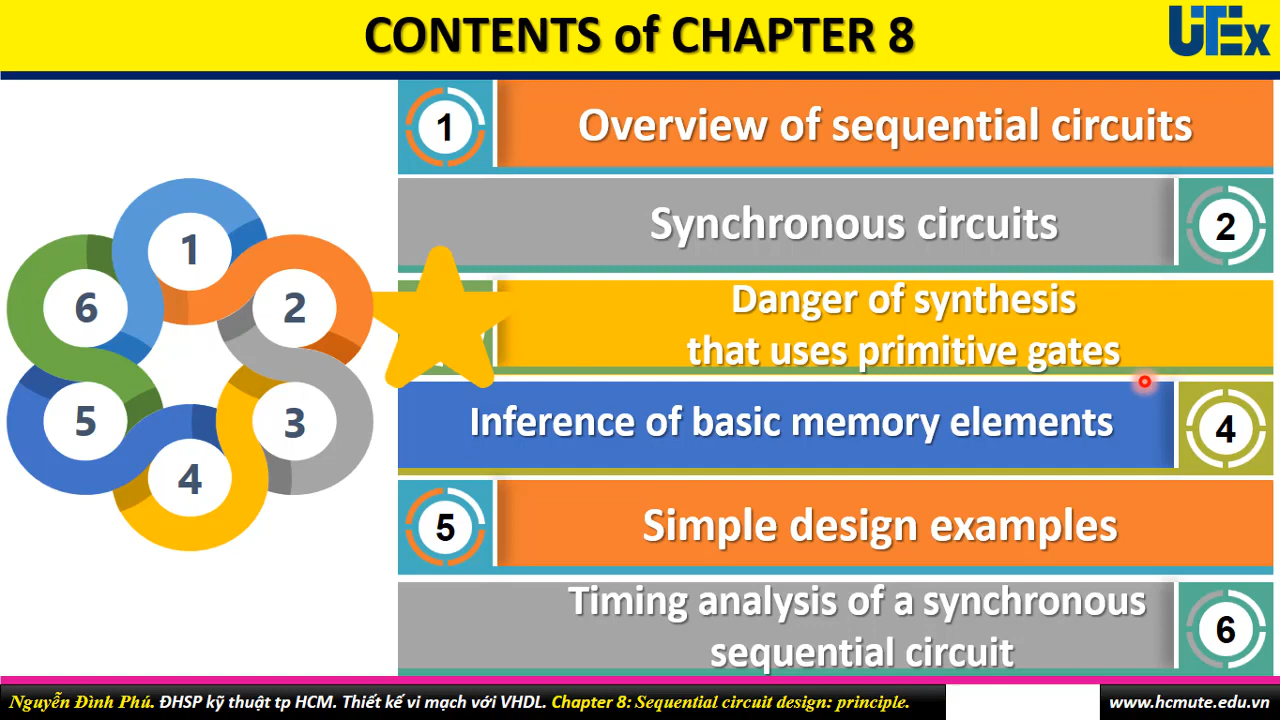 CONTENTS of CHAPTER 8
UTEx
1
Overview of sequential circuits
Synchronous circuits
2
Danger of synthesis
that uses primitive gates
Inference of basic memory elements
4
5
Simple design examples
Timing analysis of a synchronous
sequential circuit
6
1
2
3
4
5
6
Nguyễn Đình Phú. ĐHSP kỹ thuật tp HCM. Thiết kế vi mạch với VHDL. Chapter 8: Sequential circuit design: principle.
www.hcmute.edu.vn